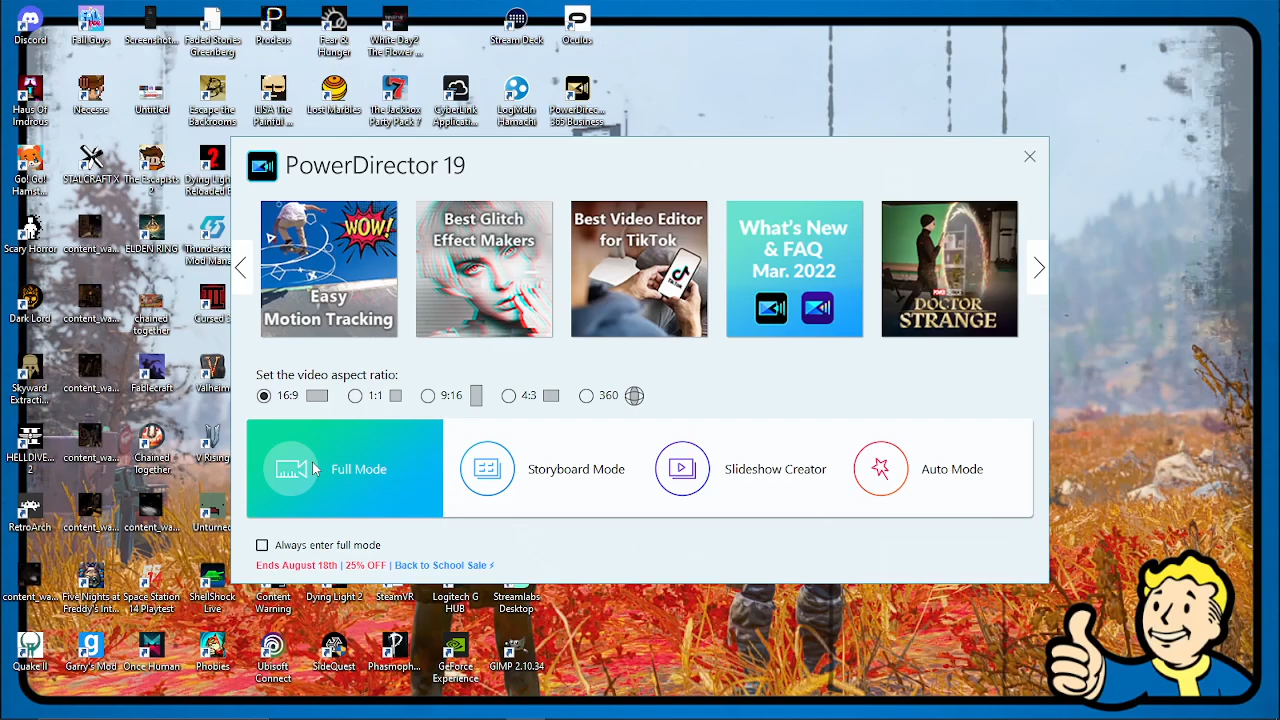 Discord
Fall Guys
Screenshot...
Faded Stories
Greenberg
Prodeus
Fear &
Hunger
White Day2
The Flower ...
Stream Deck
Oculus
Haus Of
Imdrous
Necesse
Untitled
Escape the
Backrooms
LISA The
Painful ...
Lost Marbles
The Jackbox
Party Pack 7
CyberLink
Applicati...
LogMeIn
Hamachi
PowerDirec...
365 Business
Go! Go!
Hamst...
STALCRAFT X
The Escapists
2
Dying Light
Reloaded E
Scary Horror
content_wa...
ELDEN RING
Thunderst
Mod Mana
Dark Lord
content_wa...
chained
together
Cursed
Skyward
Extracti...
content_wa...
Fablecraft
Valheim
HELLDIVE...
2
content_wa...
Chained
Together
V Rising
RetroArch
content_wa...
content_wa...
Unturned
PowerDirector 19
WOW!
Easy
Motion Tracking
Best Glitch
Effect Makers
Best Video Editor
for TikTok
What's New
& FAQ
Mar. 2022
DOCTOR
STRANGE
Set the video aspect ratio:
16:9
1:1
9:16
4:3
360
Full Mode
Storyboard Mode
Slideshow Creator
Auto Mode
Always enter full mode
Ends August 18th | 25% OFF | Back to School Sale ⚡
content_wa...
Five Nights at
Freddy's Int...
Space Station
14 Playtest
ShellShock
Live
Content
Warning
Dying Light 2
SteamVR
Logitech G
HUB
Streamlabs
Desktop
Quake II
Garry's Mod
Once Human
Phobies
Ubisoft
Connect
SideQuest
Phasmoph...
GeForce
Experience
GIMP 2.10.34